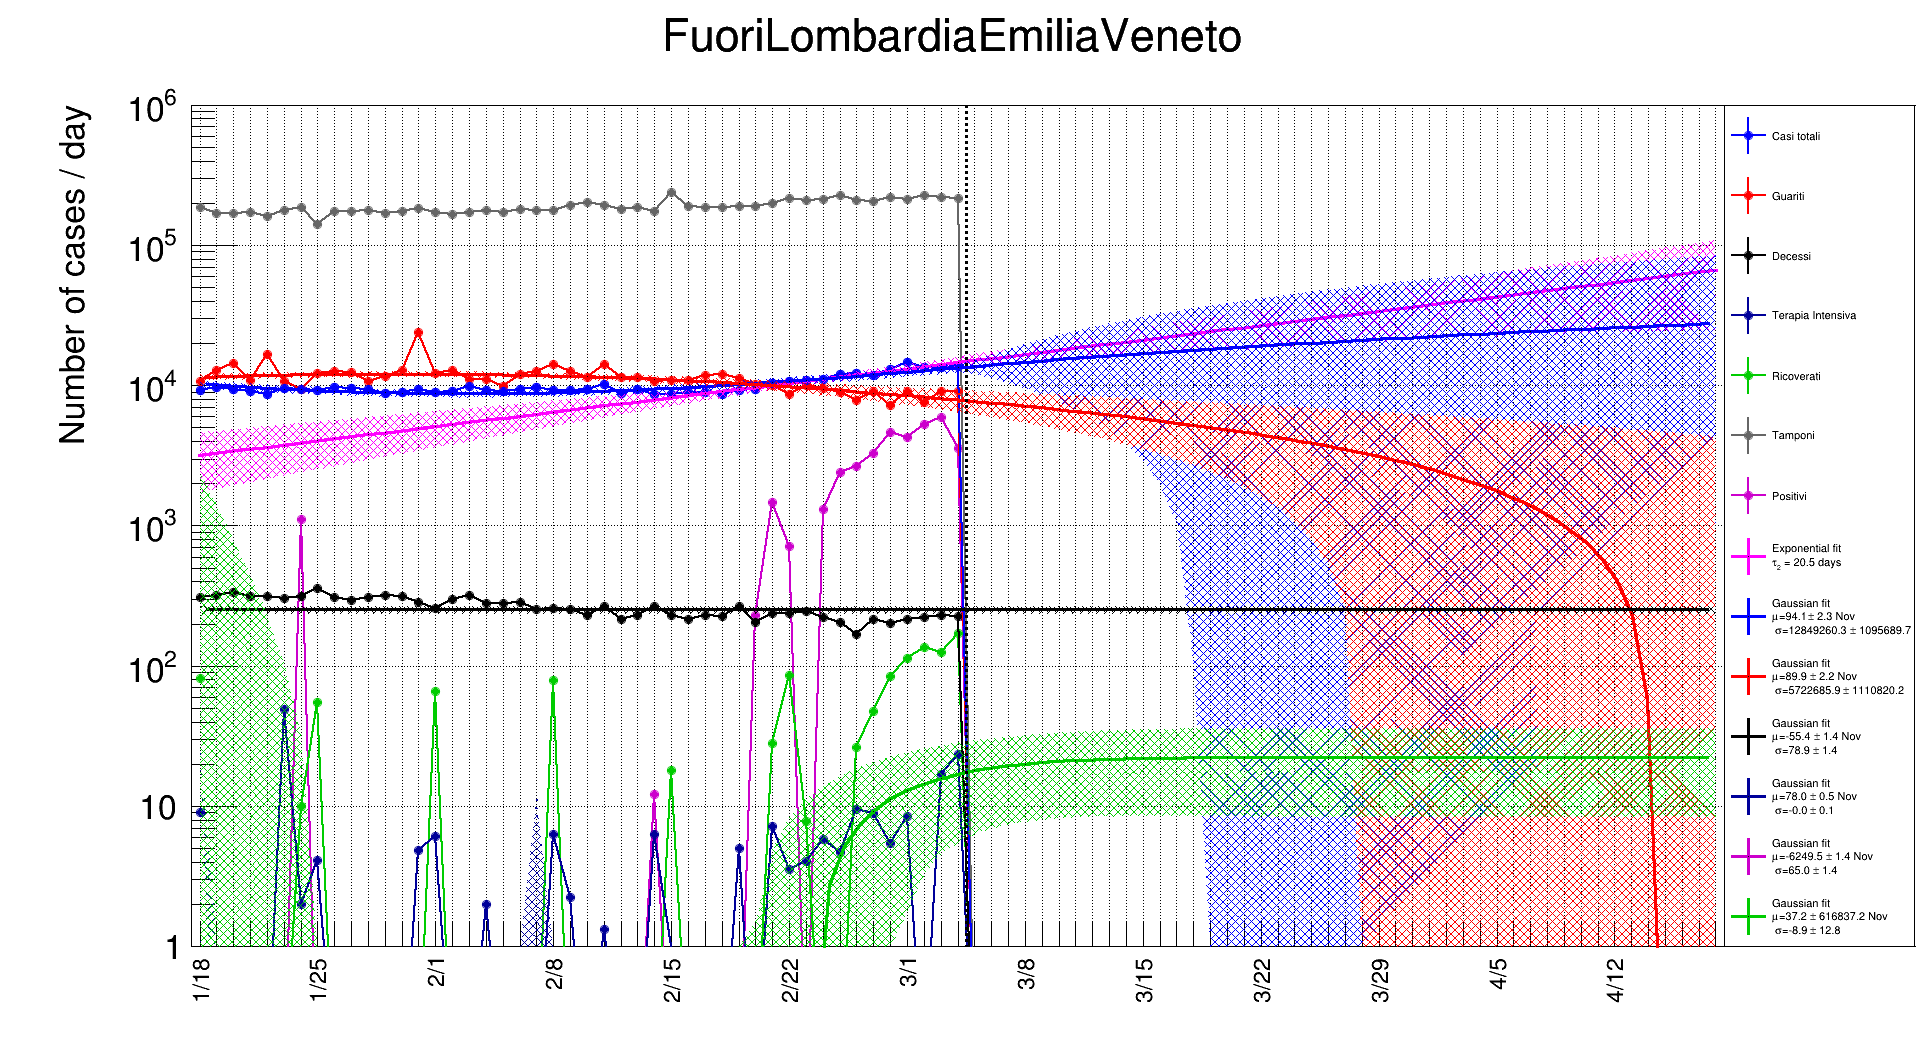 FuoriLombardiaEmiliaVeneto
Number of cases / day
10^6
10^5
10^4
10^3
10^2
10
1
1/18
1/25
2/1
2/8
2/15
2/22
3/1
3/8
3/15
3/22
3/29
4/5
4/12
Casi totali
Guariti
Decessi
Terapia Intensiva
Ricoverati
Tamponi
Positivi
Exponential fit
τ₂ = 20.5 days
Gaussian fit
μ=94.1 ± 2.3 Nov
σ=12849260.3 ± 1095689.7
Gaussian fit
μ=89.9 ± 2.2 Nov
σ=5722685.9 ± 1110820.2
Gaussian fit
μ=-55.4 ± 1.4 Nov
σ=78.9 ± 1.4
Gaussian fit
μ=78.0 ± 0.5 Nov
σ=-0.0 ± 0.1
Gaussian fit
μ=-6249.5 ± 1.4 Nov
σ=65.0 ± 1.4
Gaussian fit
μ=37.2 ± 616837.2 Nov
σ=-8.9 ± 12.8